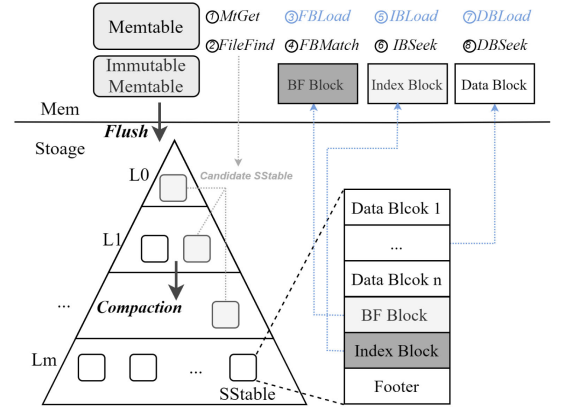 Memtable
①MtGet
③FBLoad
⑤IBLoad
⑦DBLoad
②FileFind
④FBMatch
⑥ IBSeek
⑧DBSeek
Immutable
Memtable
BF Block
Index Block
Data Block
Mem
Flush
Stoage
L0
Candidate SStable
L1
Data Blcok 1
...
Data Blcok n
...
Compaction
BF Block
Index Block
Lm
...
Footer
SStable